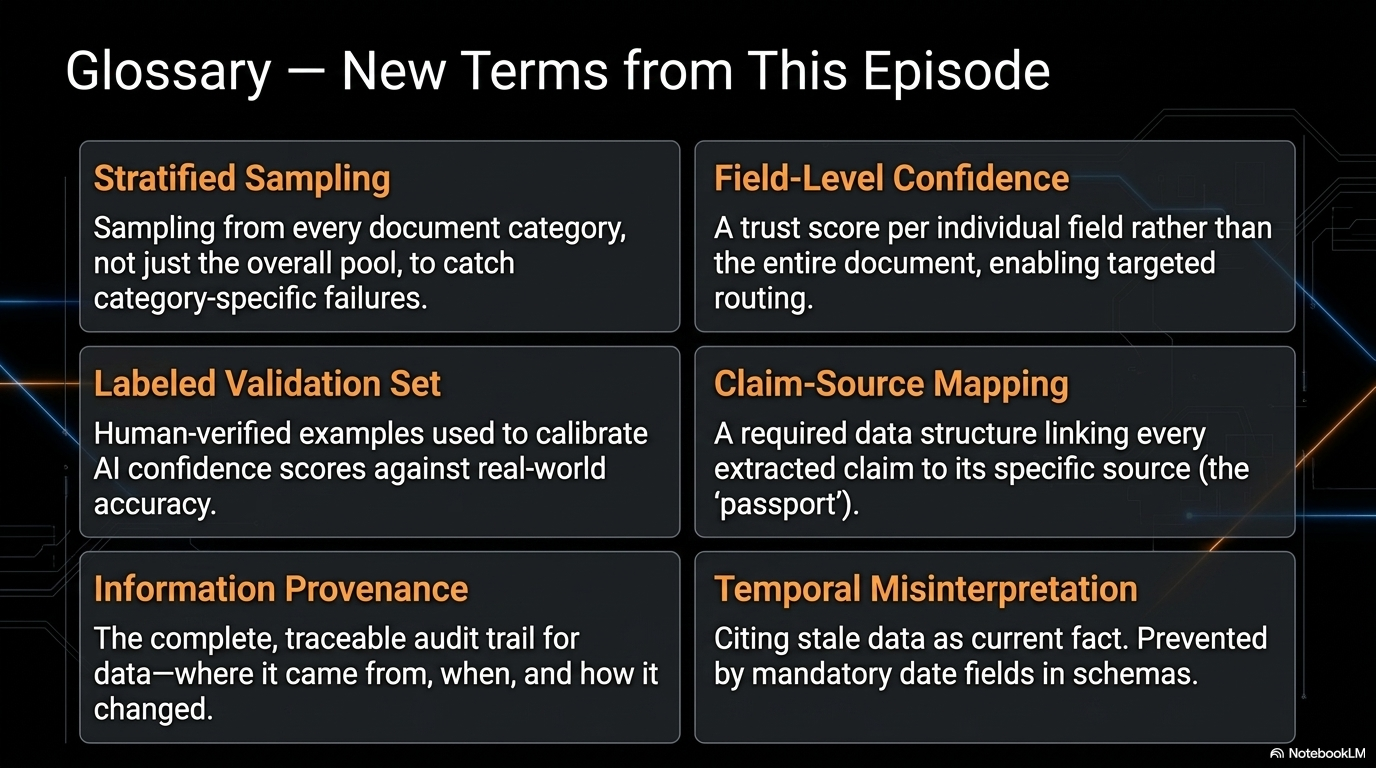 Glossary — New Terms from This Episode
Stratified Sampling
Sampling from every document category,
not just the overall pool, to catch
category-specific failures.
Field-Level Confidence
A trust score per individual field rather than
the entire document, enabling targeted
routing.
Labeled Validation Set
Human-verified examples used to calibrate
AI confidence scores against real-world
accuracy.
Claim-Source Mapping
A required data structure linking every
extracted claim to its specific source (the
‘passport’).
Information Provenance
The complete, traceable audit trail for
data—where it came from, when, and how it
changed.
Temporal Misinterpretation
Citing stale data as current fact. Prevented
by mandatory date fields in schemas.
NotebookLM